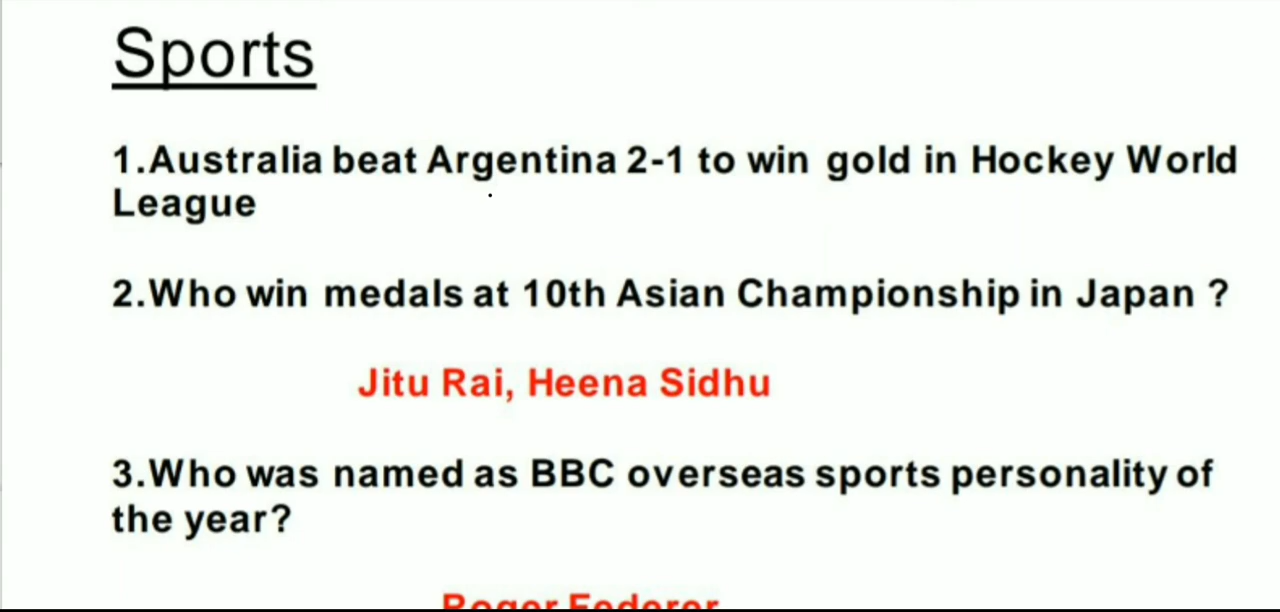 Sports
1.Australia beat Argentina 2-1 to win gold in Hockey World
League
2.Who win medals at 10th Asian Championship in Japan ?
Jitu Rai, Heena Sidhu
3.Who was named as BBC overseas sports personality of
the year?
Roger Federer